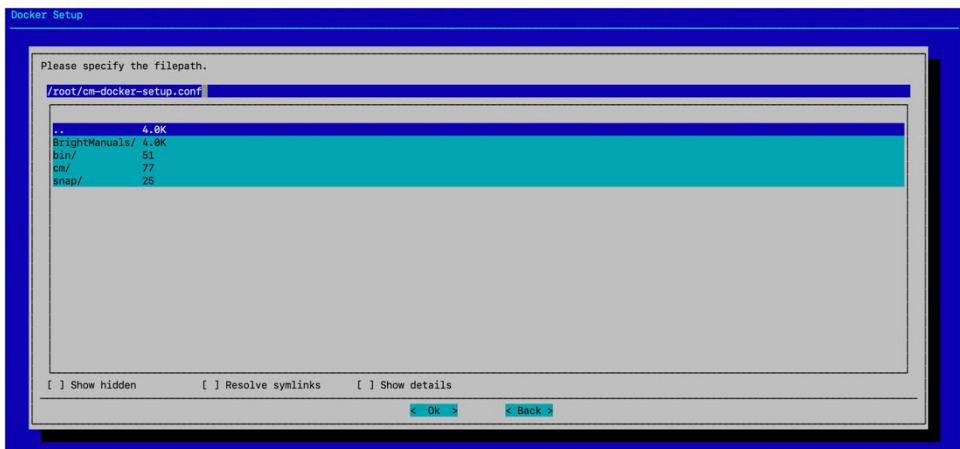 Docker Setup
Please specify the filepath.
/root/cm-docker-setup.conf
.. 4.0K
BrightManuals/ 4.0K
bin/ 51
cm/ 77
snap/ 25
[ ] Show hidden [ ] Resolve symlinks [ ] Show details
< Ok > < Back >